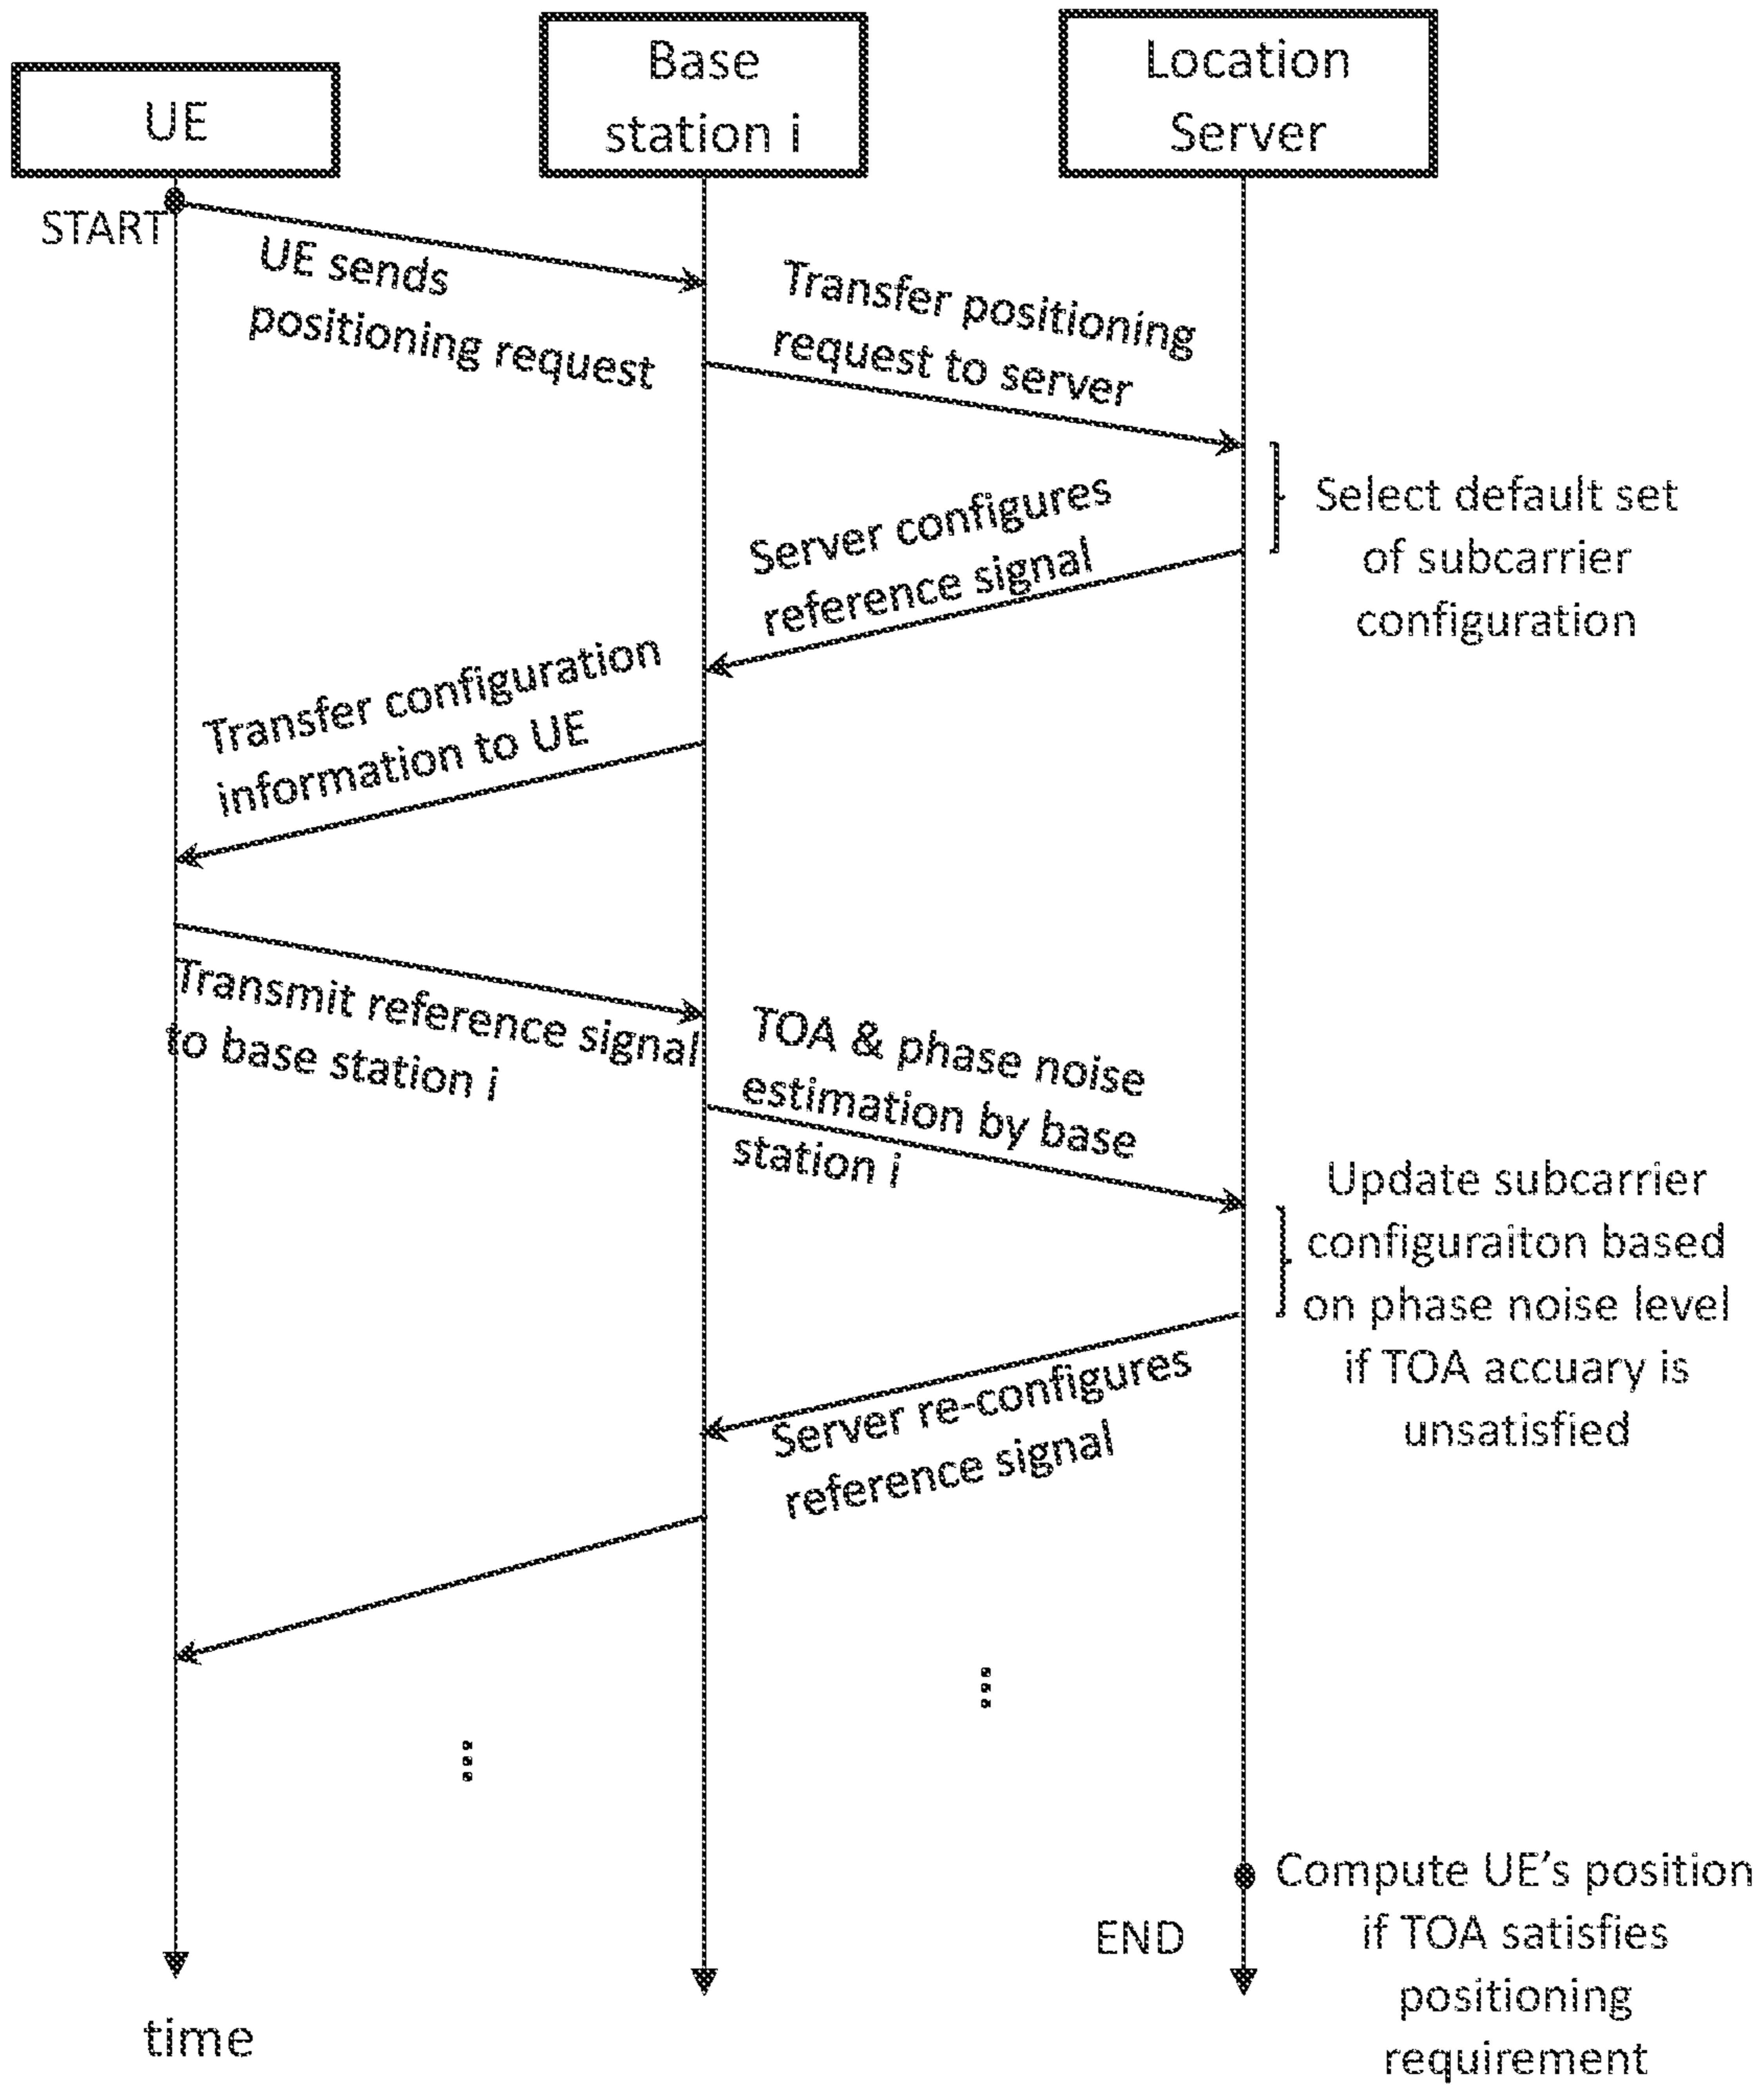 UE
Base
station i
Location
Server
START
UE sends
positioning request
Transfer positioning
request to server
Select default set
of subcarrier
configuration
Server configures
reference signal
Transfer configuration
information to UE
Transmit reference signal
to base station i
TOA & phase noise
estimation by base
station i
Update subcarrier
configuraiton based
on phase noise level
if TOA accuary is
unsatisfied
Server re-configures
reference signal
Compute UE's position
if TOA satisfies
positioning
requirement
END
time